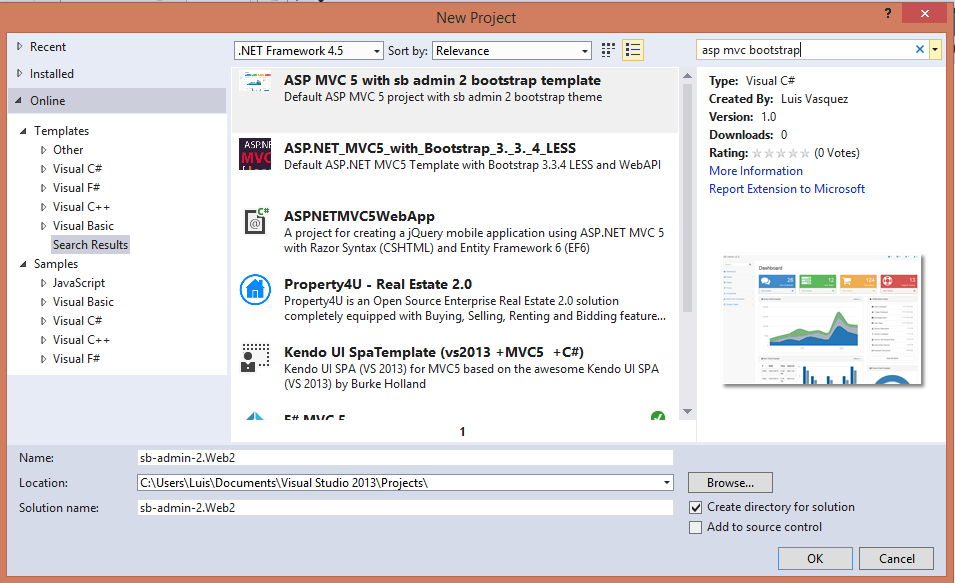 New Project
?
Recent
Installed
Online
Templates
Other
Visual C#
Visual F#
Visual C++
Visual Basic
Search Results
Samples
JavaScript
Visual Basic
Visual C#
Visual C++
Visual F#
.NET Framework 4.5
Sort by: Relevance
ASP MVC 5 with sb admin 2 bootstrap template
Default ASP MVC 5 project with sb admin 2 bootstrap theme
ASP.NET_MVC5_with_Bootstrap_3._3._4_LESS
Default ASP.NET MVC5 Template with Bootstrap 3.3.4 LESS and WebAPI
ASPNETMVC5WebApp
A project for creating a jQuery mobile application using ASP.NET MVC 5
with Razor Syntax (CSHTML) and Entity Framework 6 (EF6)
Property4U - Real Estate 2.0
Property4U is an Open Source Enterprise Real Estate 2.0 solution
completely equipped with Buying, Selling, Renting and Bidding feature...
Kendo UI SpaTemplate (vs2013 +MVC5 +C#)
Kendo UI SPA (VS 2013) for MVC5 based on the awesome Kendo UI SPA
(VS 2013) by Burke Holland
F# MVC 5
1
asp mvc bootstrap
Type: Visual C#
Created By: Luis Vasquez
Version: 1.0
Downloads: 0
Rating: (0 Votes)
More Information
Report Extension to Microsoft
Dashboard
Name: sb-admin-2.Web2
Location: C:\Users\Luis\Documents\Visual Studio 2013\Projects\
Browse...
Solution name: sb-admin-2.Web2
Create directory for solution
Add to source control
OK
Cancel